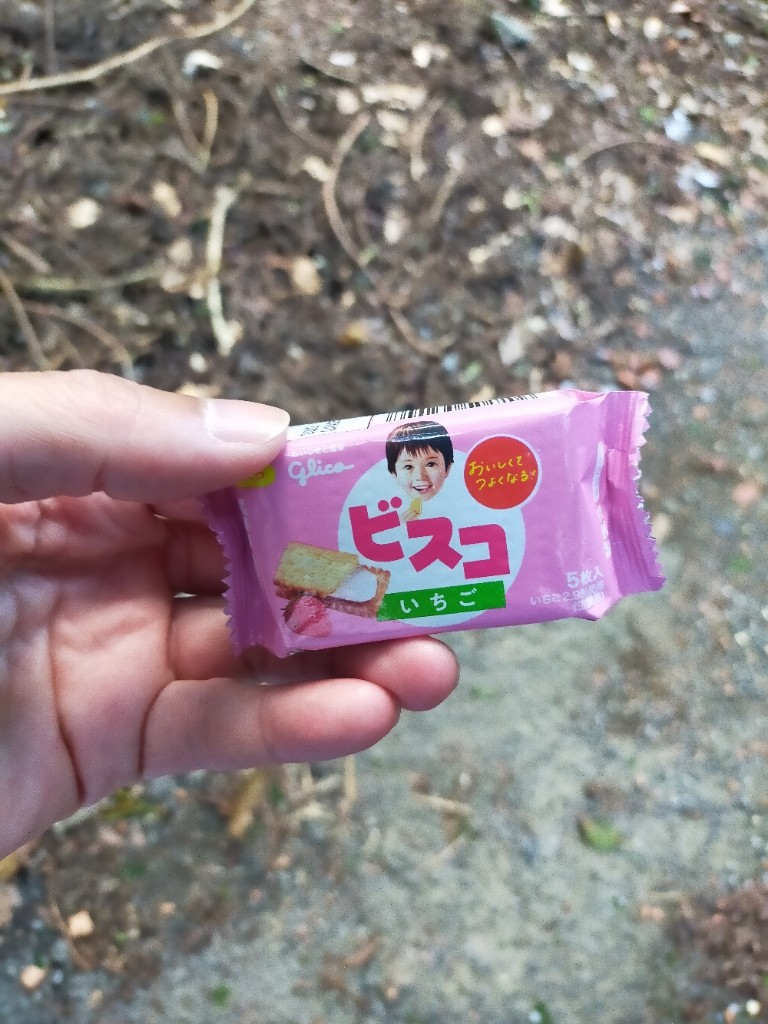 Glico
おいしくて
つよくなる!!
ビスコ
いちご
5枚入